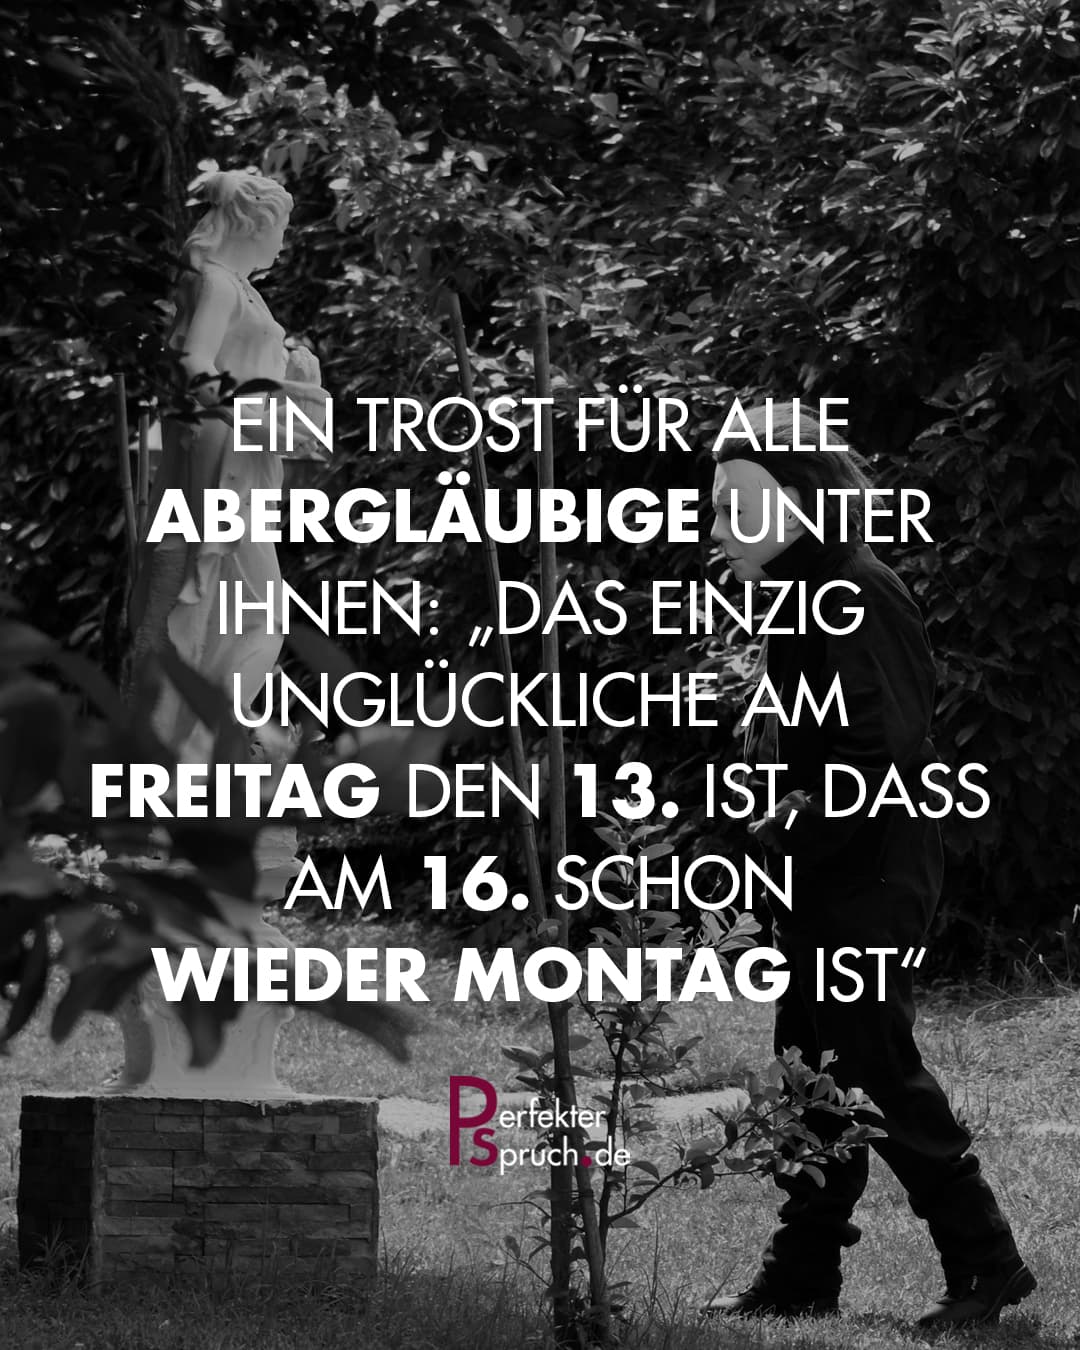 EIN TROST FÜR ALLE
ABERGLÄUBIGE UNTER
IHNEN: „DAS EINZIG
UNGLÜCKLICHE AM
FREITAG DEN 13. IST, DASS
AM 16. SCHON
WIEDER MONTAG IST“
Perfekter
Spruch.de